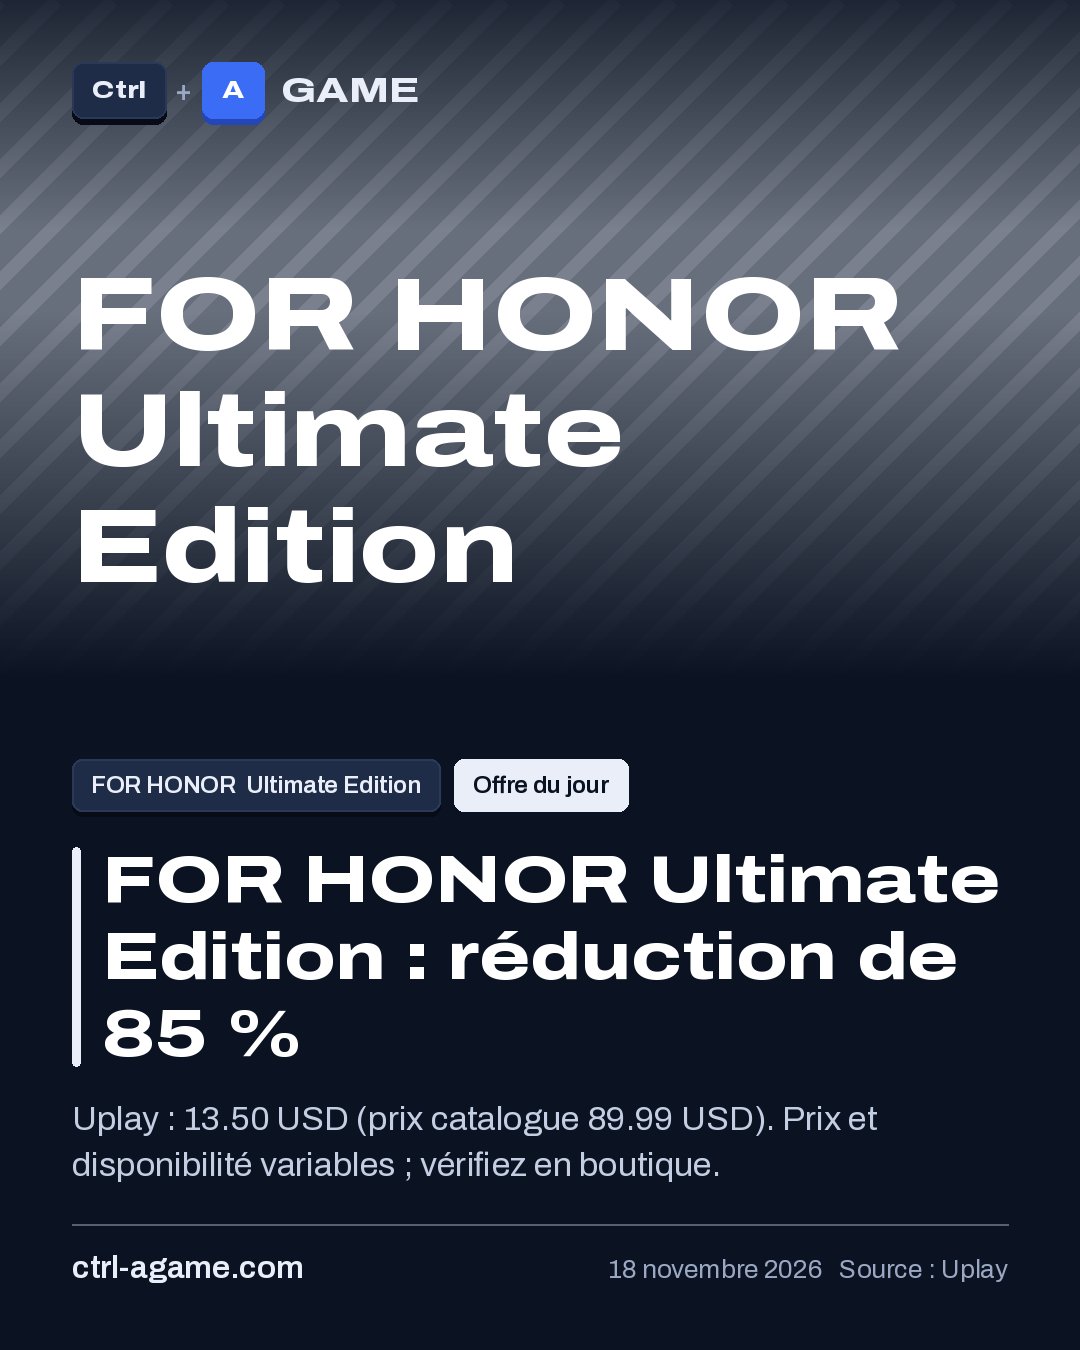 Ctrl + A GAME
FOR HONOR
Ultimate
Edition
FOR HONOR Ultimate Edition
Offre du jour
FOR HONOR Ultimate
Edition : réduction de
85 %
Uplay : 13.50 USD (prix catalogue 89.99 USD). Prix et
disponibilité variables ; vérifiez en boutique.
ctrl-agame.com
18 novembre 2026 Source : Uplay